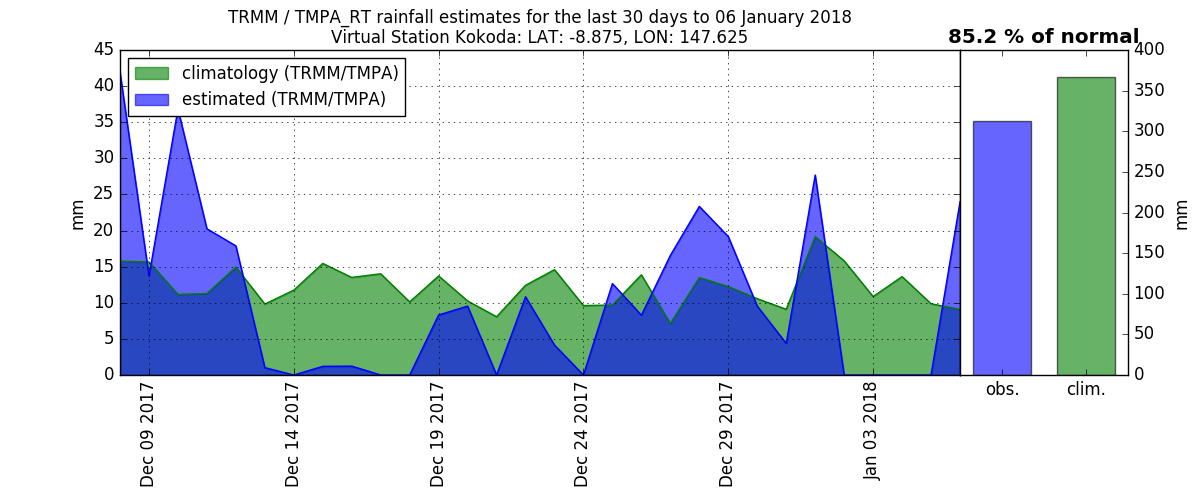 TRMM / TMPA_RT rainfall estimates for the last 30 days to 06 January 2018
Virtual Station Kokoda: LAT: -8.875, LON: 147.625
85.2 % of normal
climatology (TRMM/TMPA)
estimated (TRMM/TMPA)
mm
45
40
35
30
25
20
15
10
5
0
Dec 09 2017
Dec 14 2017
Dec 19 2017
Dec 24 2017
Dec 29 2017
Jan 03 2018
obs.
clim.
400
350
300
250
200
150
100
50
0
mm